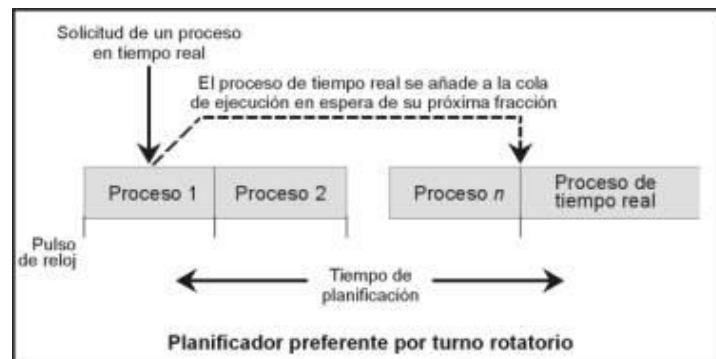 Solicitud de un proceso
en tiempo real
El proceso de tiempo real se añade a la cola
de ejecución en espera de su próxima fracción
Proceso 1
Proceso 2
Proceso n
Proceso de
tiempo real
Pulso
de reloj
Tiempo de
planificación
Planificador preferente por turno rotatorio